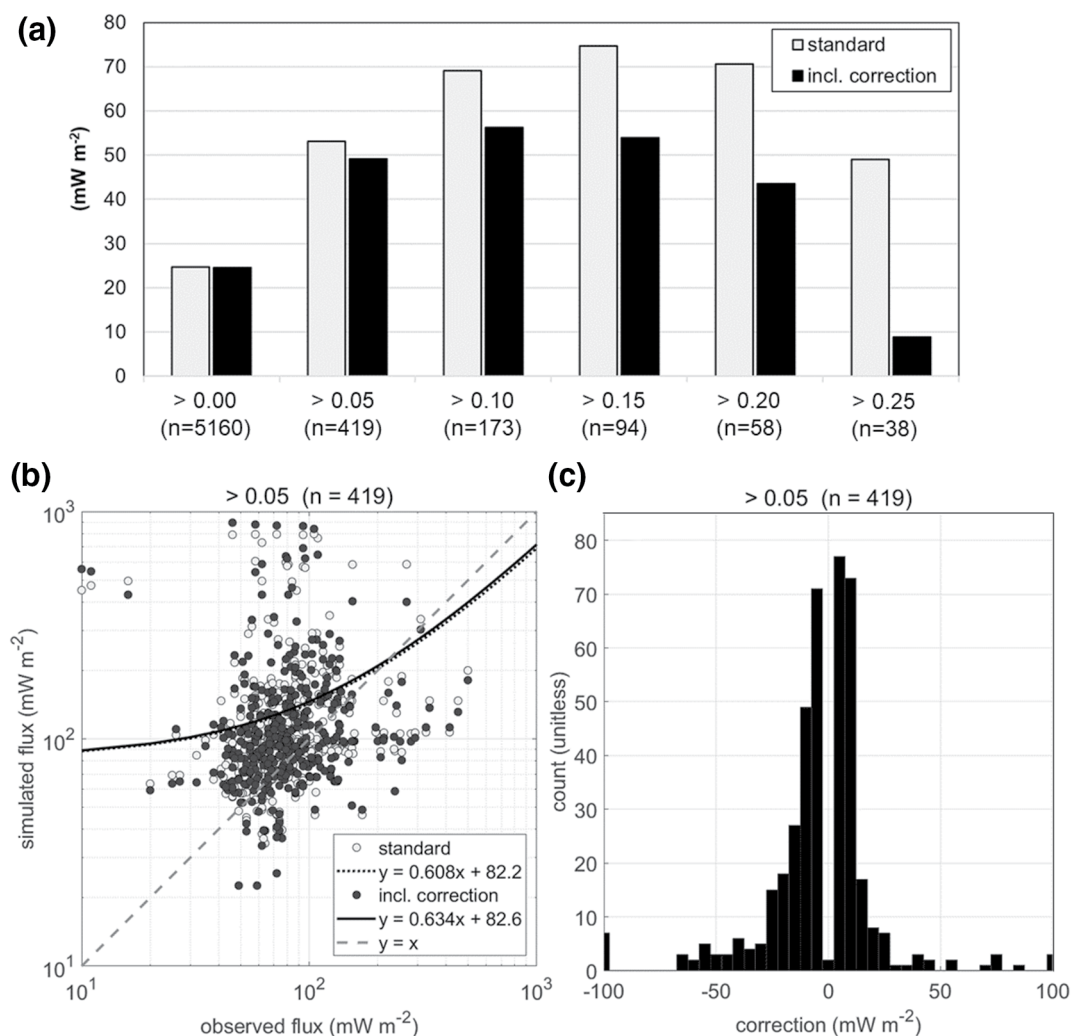 (a)
80
70
60
50
40
30
20
10
0
(mW m⁻²)
standard
incl. correction
> 0.00 > 0.05 > 0.10 > 0.15 > 0.20 > 0.25
(n=5160) (n=419) (n=173) (n=94) (n=58) (n=38)
(b)
> 0.05 (n = 419)
10³
10²
10¹
simulated flux (mW m⁻²)
standard
y = 0.608x + 82.2
incl. correction
y = 0.634x + 82.6
y = x
10¹ 10² 10³
observed flux (mW m⁻²)
(c)
> 0.05 (n = 419)
80
70
60
50
40
30
20
10
0
count (unitless)
-100 -50 0 50 100
correction (mW m⁻²)